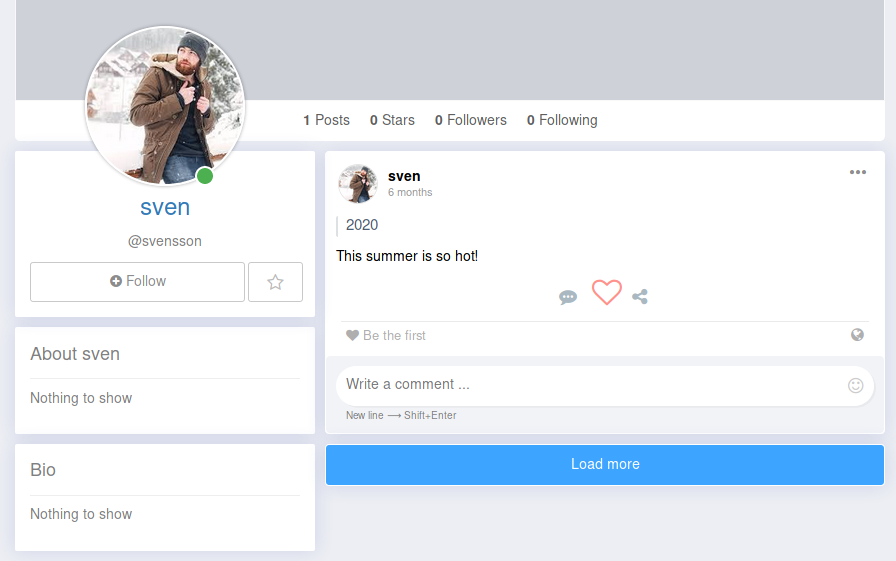 1 Posts 0 Stars 0 Followers 0 Following
sven
@svensson
Follow
About sven
Nothing to show
Bio
Nothing to show
sven
6 months
2020
This summer is so hot!
Be the first
Write a comment ...
New line ⟶ Shift+Enter
Load more